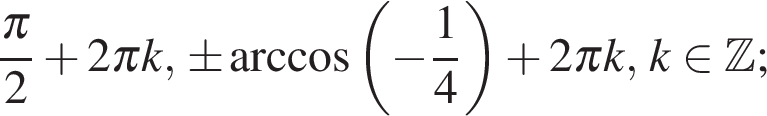 π/2 + 2πk, ± arccos(−1/4) + 2πk, k ∈ ℤ;